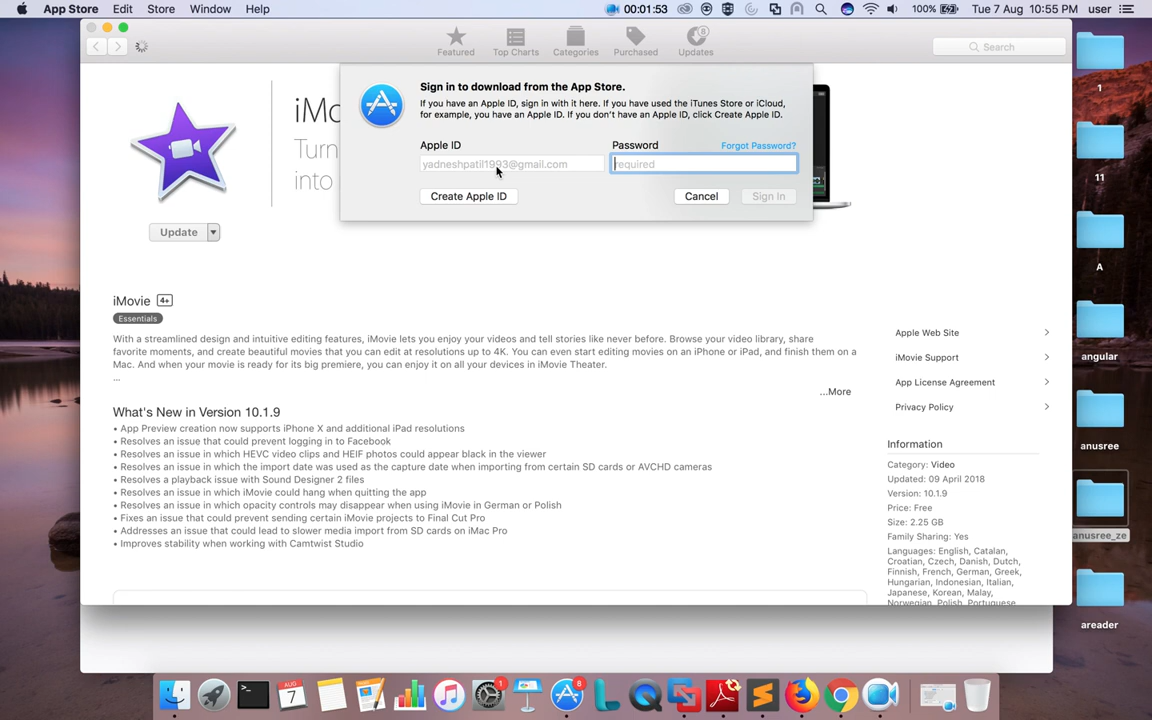 App Store Edit Store Window Help 00:01:53 100% Tue 7 Aug 10:55 PM user
Featured Top Charts Categories Purchased Updates
8
Search
Sign in to download from the App Store.
If you have an Apple ID, sign in with it here. If you have used the iTunes Store or iCloud,
for example, you have an Apple ID. If you don't have an Apple ID, click Create Apple ID.
Apple ID Password Forgot Password?
yadneshpatil1993@gmail.com required
Create Apple ID Cancel Sign In
Turn
into
Update
iMovie 4+
Essentials
With a streamlined design and intuitive editing features, iMovie lets you enjoy your videos and tell stories like never before. Browse your video library, share
favorite moments, and create beautiful movies that you can edit at resolutions up to 4K. You can even start editing movies on an iPhone or iPad, and finish them on a
Mac. And when your movie is ready for its big premiere, you can enjoy it on all your devices in iMovie Theater.
...
...More
What's New in Version 10.1.9
• App Preview creation now supports iPhone X and additional iPad resolutions
• Resolves an issue that could prevent logging in to Facebook
• Resolves an issue in which HEVC video clips and HEIF photos could appear black in the viewer
• Resolves an issue in which the import date was used as the capture date when importing from certain SD cards or AVCHD cameras
• Resolves a playback issue with Sound Designer 2 files
• Resolves an issue in which iMovie could hang when quitting the app
• Resolves an issue in which opacity controls may disappear when using iMovie in German or Polish
• Fixes an issue that could prevent sending certain iMovie projects to Final Cut Pro
• Addresses an issue that could lead to slower media import from SD cards on iMac Pro
• Improves stability when working with Camtwist Studio
Apple Web Site
iMovie Support
App License Agreement
Privacy Policy
Information
Category: Video
Updated: 09 April 2018
Version: 10.1.9
Price: Free
Size: 2.25 GB
Family Sharing: Yes
Languages: English, Catalan,
Croatian, Czech, Danish, Dutch,
Finnish, French, German, Greek,
Hungarian, Indonesian, Italian,
Japanese, Korean, Malay,
Norwegian, Polish, Portuguese,
1
11
A
angular
anusree
anusree_ze
areader
AUG
7
1
8